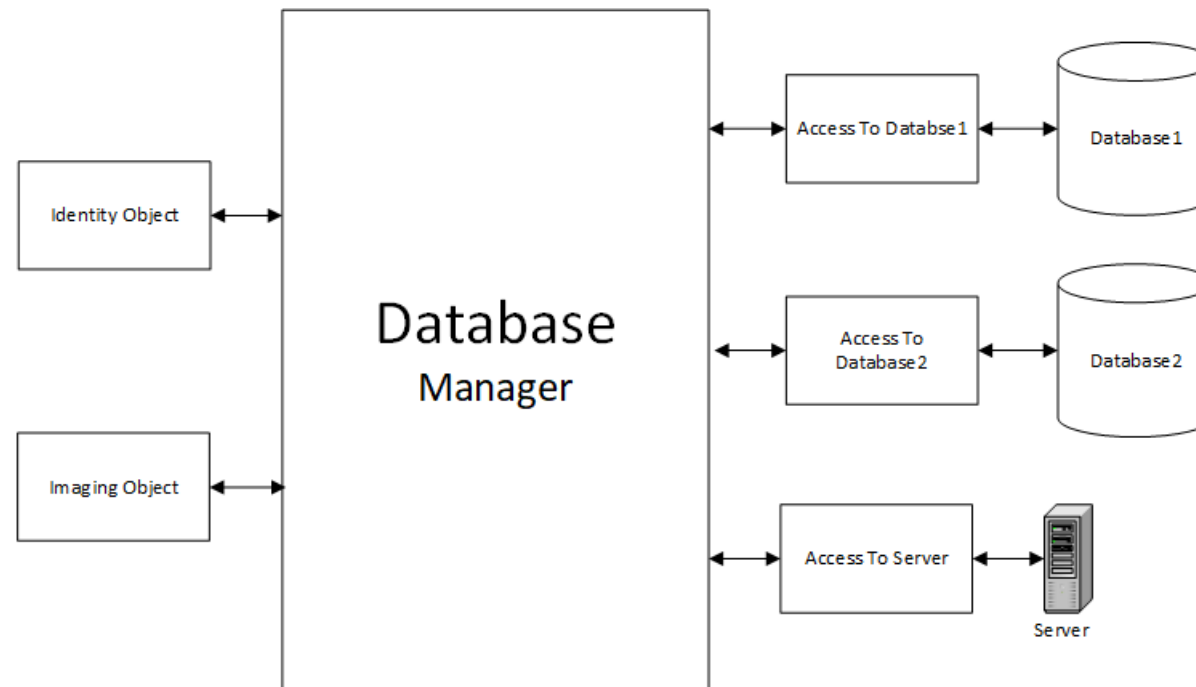 Identity Object
Imaging Object
Database
Manager
Access To Databse1
Database1
Access To
Database2
Database2
Access To Server
Server